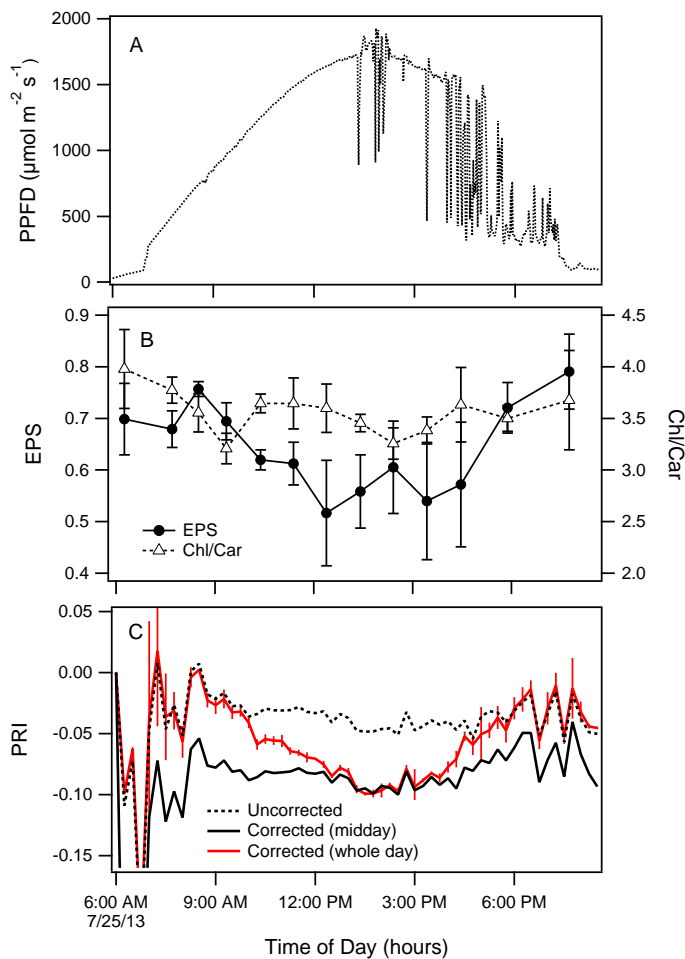 A
2000
1500
1000
500
0
PPFD (µmol m⁻² s⁻¹)
B
0.9
0.8
0.7
0.6
0.5
0.4
EPS
4.5
4.0
3.5
3.0
2.5
2.0
Chl/Car
EPS
Chl/Car
C
0.05
0.00
-0.05
-0.10
-0.15
PRI
Uncorrected
Corrected (midday)
Corrected (whole day)
6:00 AM 9:00 AM 12:00 PM 3:00 PM 6:00 PM
7/25/13
Time of Day (hours)